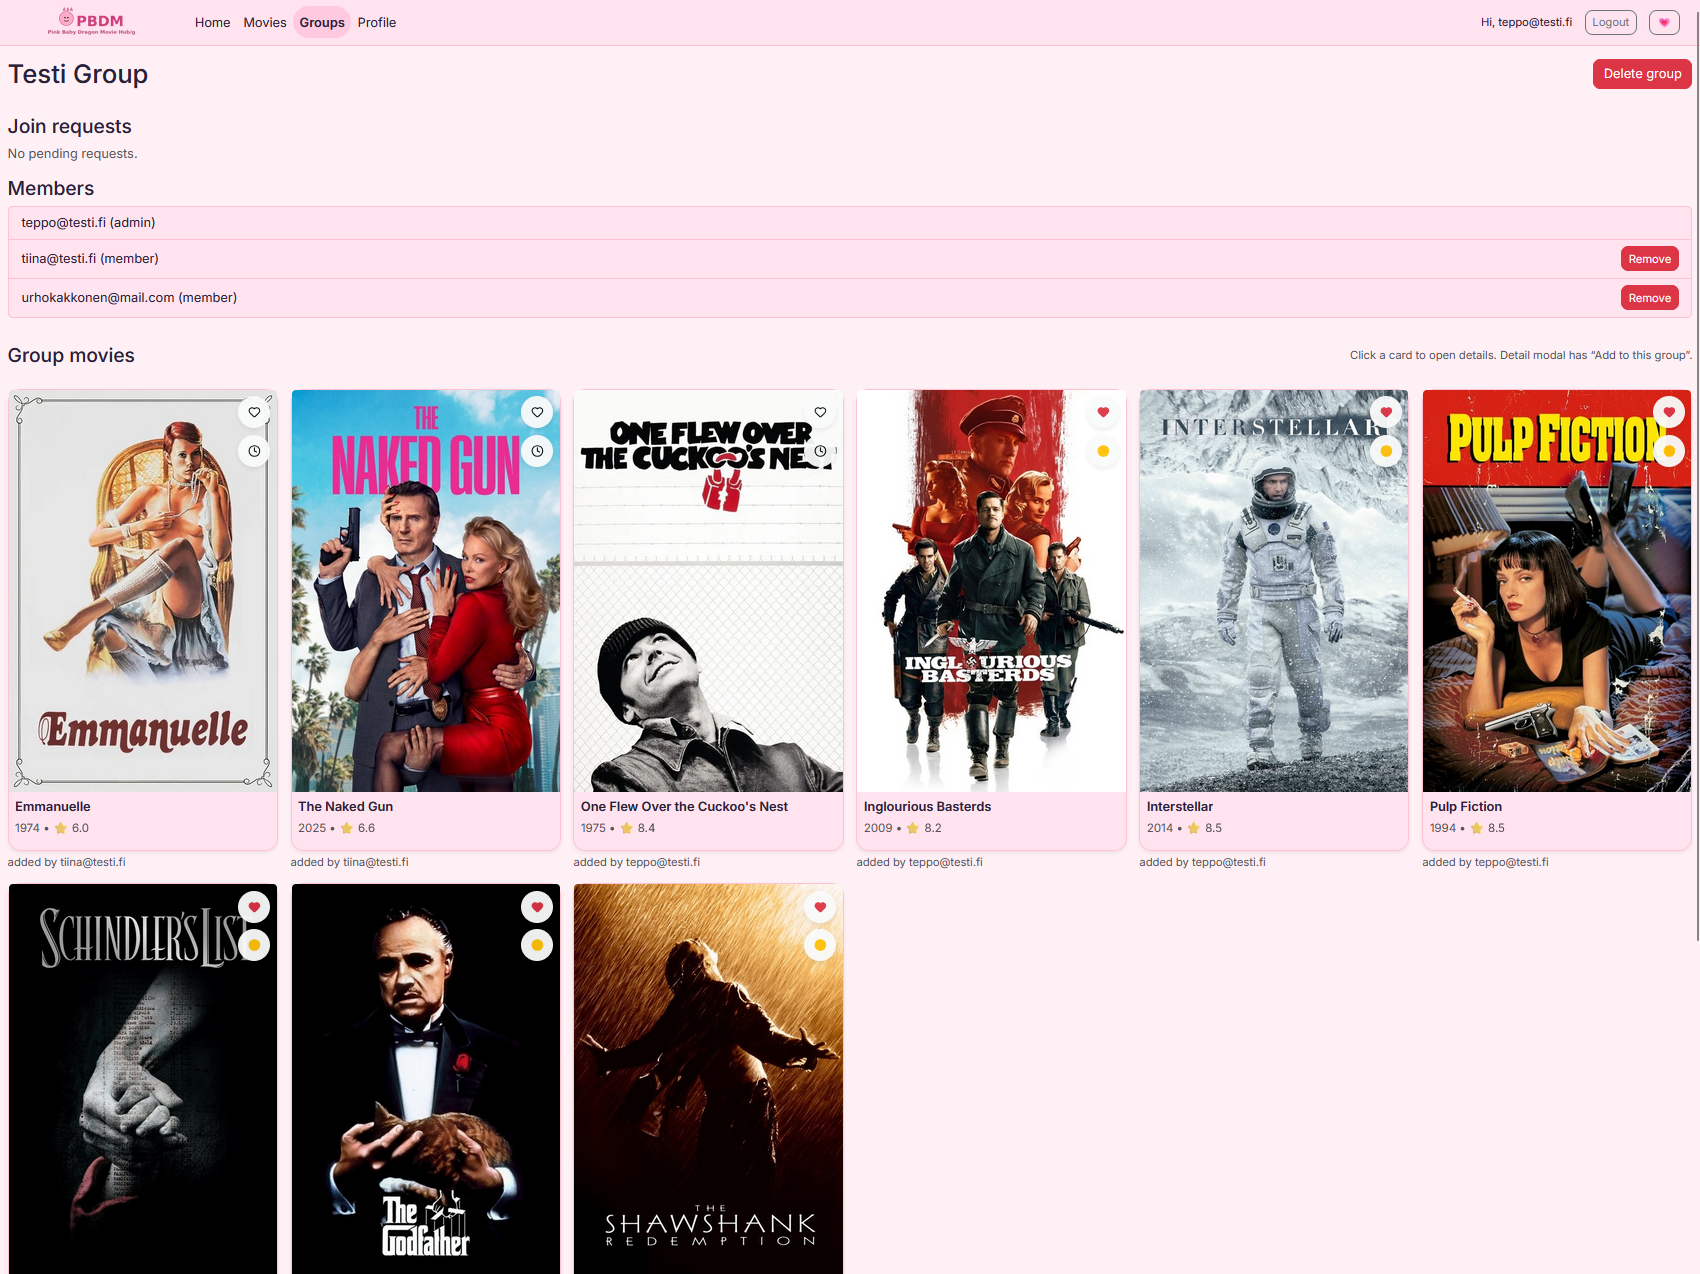 PBDM
Pink Baby Dragon Movie Hub/g
Home Movies Groups Profile
Hi, teppo@testi.fi Logout
Testi Group
Delete group
Join requests
No pending requests.
Members
teppo@testi.fi (admin)
tiina@testi.fi (member)
Remove
urhokakkonen@mail.com (member)
Remove
Group movies
Click a card to open details. Detail modal has “Add to this group”.
Emmanuelle
THE
NAKED GUN
ONE FLEW OVER
THE CUCKOO'S NEST
INGLOURIOUS
BASTERDS
INTERSTELLAR
PULP FICTION
Emmanuelle
1974 • 6.0
added by tiina@testi.fi
The Naked Gun
2025 • 6.6
added by tiina@testi.fi
One Flew Over the Cuckoo's Nest
1975 • 8.4
added by teppo@testi.fi
Inglourious Basterds
2009 • 8.2
added by teppo@testi.fi
Interstellar
2014 • 8.5
added by teppo@testi.fi
Pulp Fiction
1994 • 8.5
added by teppo@testi.fi
SCHINDLER'S LIST
The
Godfather
THE
SHAWSHANK
REDEMPTION